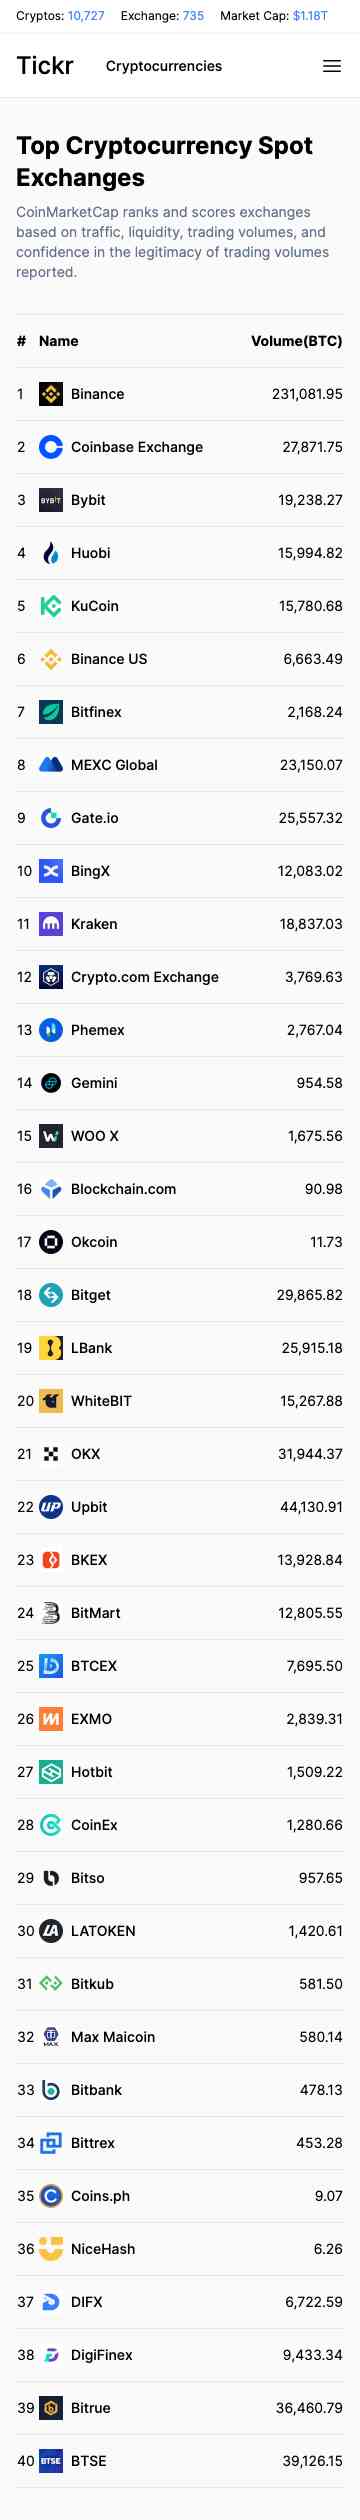 Cryptos: 10,727 Exchange: 735 Market Cap: $1.18T
Tickr Cryptocurrencies
Top Cryptocurrency Spot
Exchanges
CoinMarketCap ranks and scores exchanges
based on traffic, liquidity, trading volumes, and
confidence in the legitimacy of trading volumes
reported.
# Name Volume(BTC)
1 Binance 231,081.95
2 Coinbase Exchange 27,871.75
3 BYBIT Bybit 19,238.27
4 Huobi 15,994.82
5 KuCoin 15,780.68
6 Binance US 6,663.49
7 Bitfinex 2,168.24
8 MEXC Global 23,150.07
9 Gate.io 25,557.32
10 BingX 12,083.02
11 Kraken 18,837.03
12 Crypto.com Exchange 3,769.63
13 Phemex 2,767.04
14 Gemini 954.58
15 WOO X 1,675.56
16 Blockchain.com 90.98
17 Okcoin 11.73
18 Bitget 29,865.82
19 LBank 25,915.18
20 WhiteBIT 15,267.88
21 OKX 31,944.37
22 UP Upbit 44,130.91
23 BKEX 13,928.84
24 BitMart 12,805.55
25 BTCEX 7,695.50
26 EXMO 2,839.31
27 Hotbit 1,509.22
28 CoinEx 1,280.66
29 Bitso 957.65
30 LA LATOKEN 1,420.61
31 Bitkub 581.50
32 MAX Max Maicoin 580.14
33 Bitbank 478.13
34 Bittrex 453.28
35 Coins.ph 9.07
36 NiceHash 6.26
37 DIFX 6,722.59
38 DigiFinex 9,433.34
39 Bitrue 36,460.79
40 BTSE BTSE 39,126.15